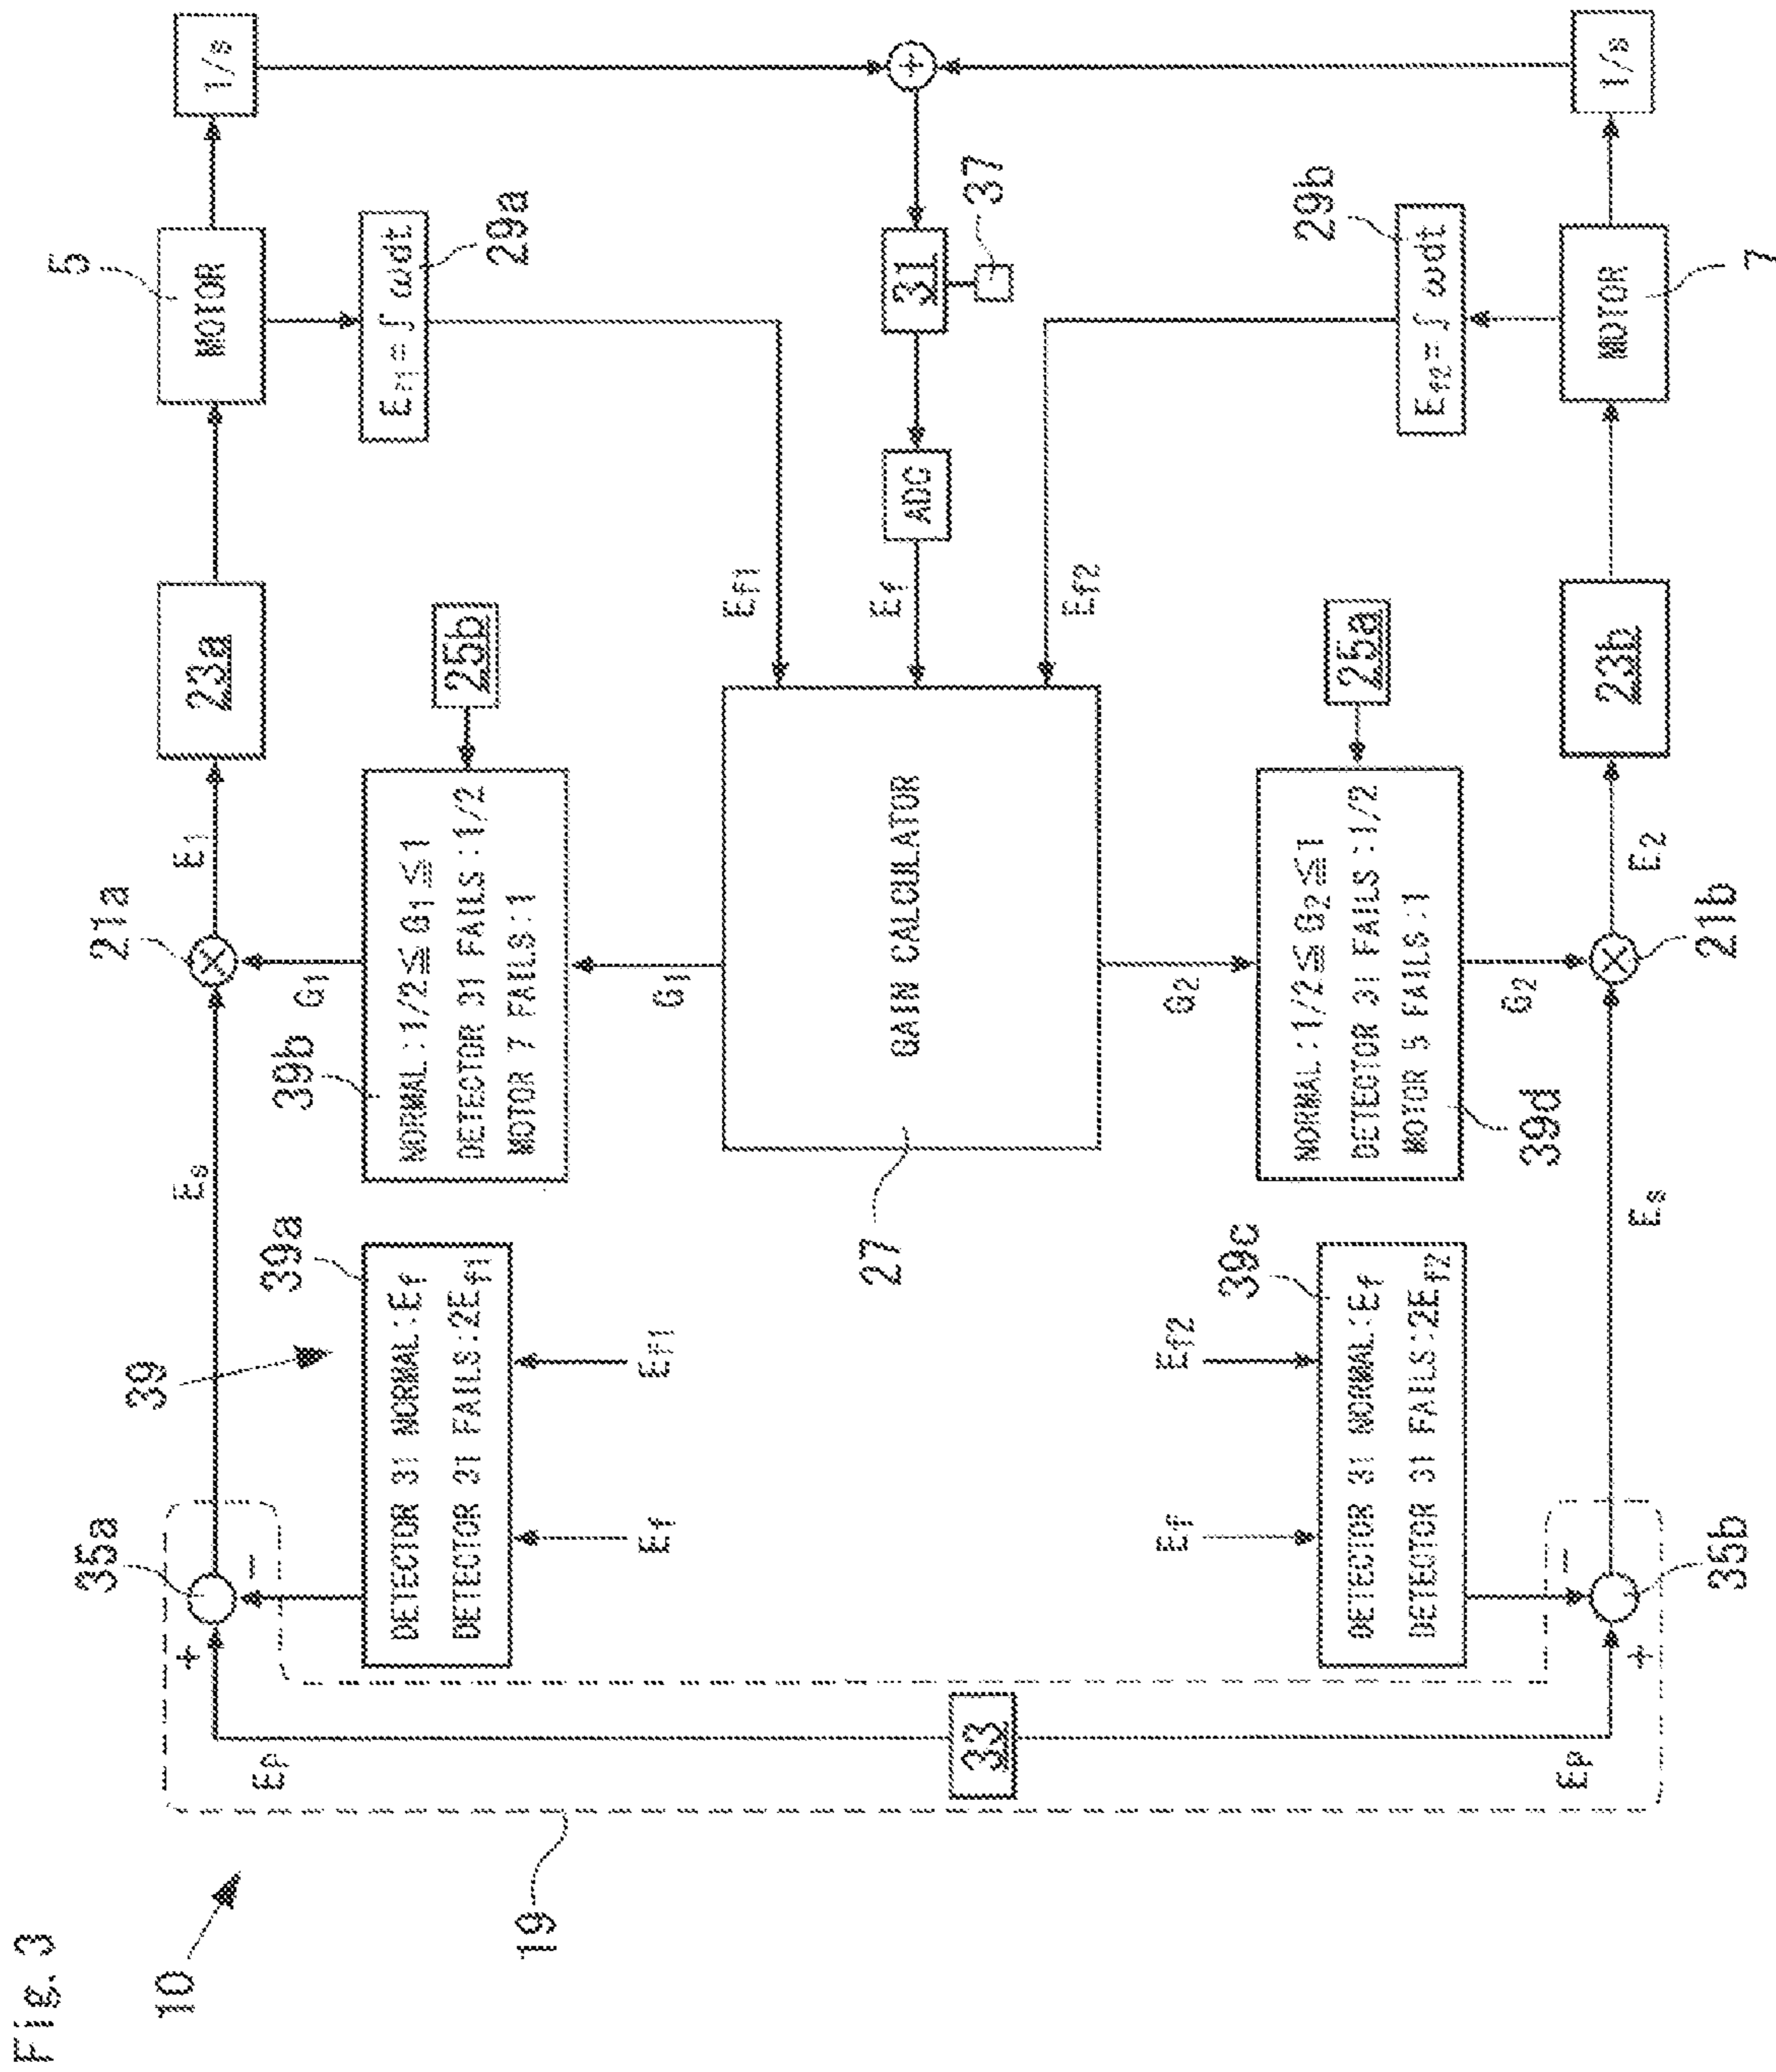 Fig. 3
10
19
33
Ep
Ep
+
−
35a
+
−
35b
39
39a
DETECTOR 31 NORMAL:Ef
DETECTOR 31 FAILS:2Ef1
Ef
Ef1
39c
DETECTOR 31 NORMAL:Ef
DETECTOR 31 FAILS:2Ef2
Ef
Ef2
Es
Es
21a
E1
G1
39b
NORMAL:1/2≦G1≦1
DETECTOR 31 FAILS:1/2
MOTOR 7 FAILS:1
G1
25b
GAIN CALCULATOR
27
G2
NORMAL:1/2≦G2≦1
DETECTOR 31 FAILS:1/2
MOTOR 5 FAILS:1
39d
25a
G2
21b
E2
23a
23b
Ef1
Ef
Ef2
ADC
31
37
5
MOTOR
Ef1=∫ωdt
29a
29b
Ef2=∫ωdt
MOTOR
7
1/s
+
1/s